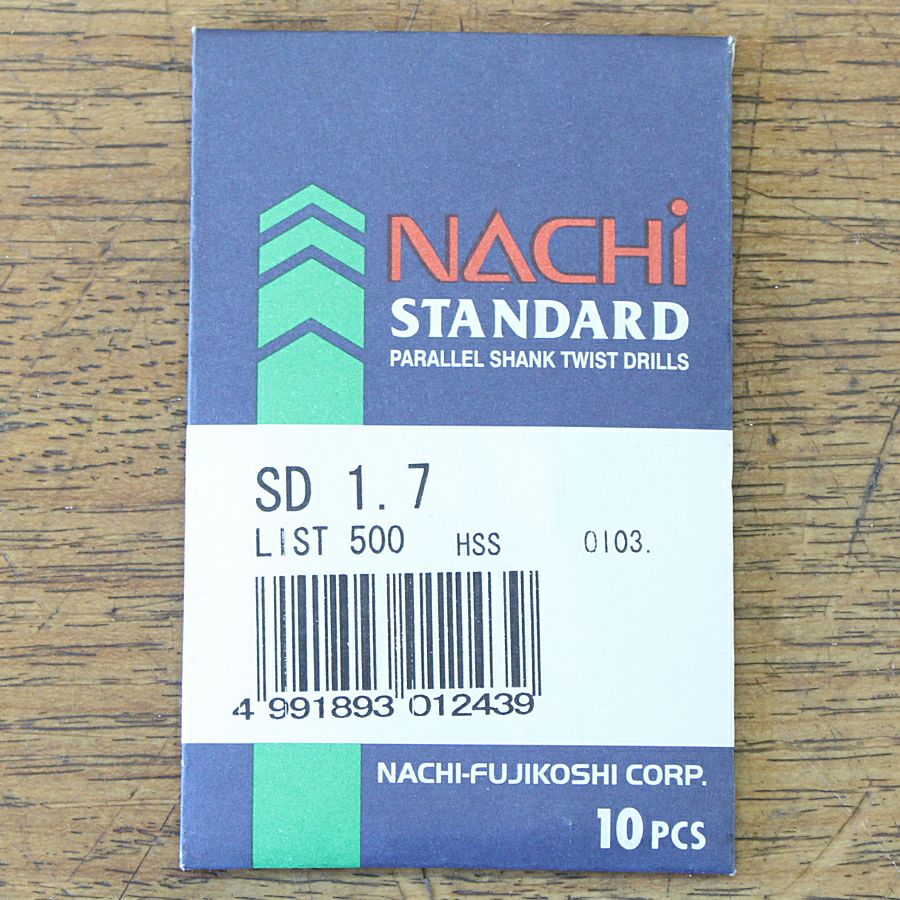 NACHi
STANDARD
PARALLEL SHANK TWIST DRILLS
SD 1.7
LIST 500 HSS 0103.
4 991893 012439
NACHI-FUJIKOSHI CORP.
10 PCS